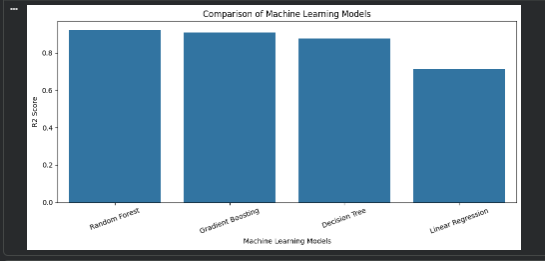 Comparison of Machine Learning Models
R2 Score
0.8
0.6
0.4
0.2
0.0
Random Forest
Gradient Boosting
Decision Tree
Linear Regression
Machine Learning Models